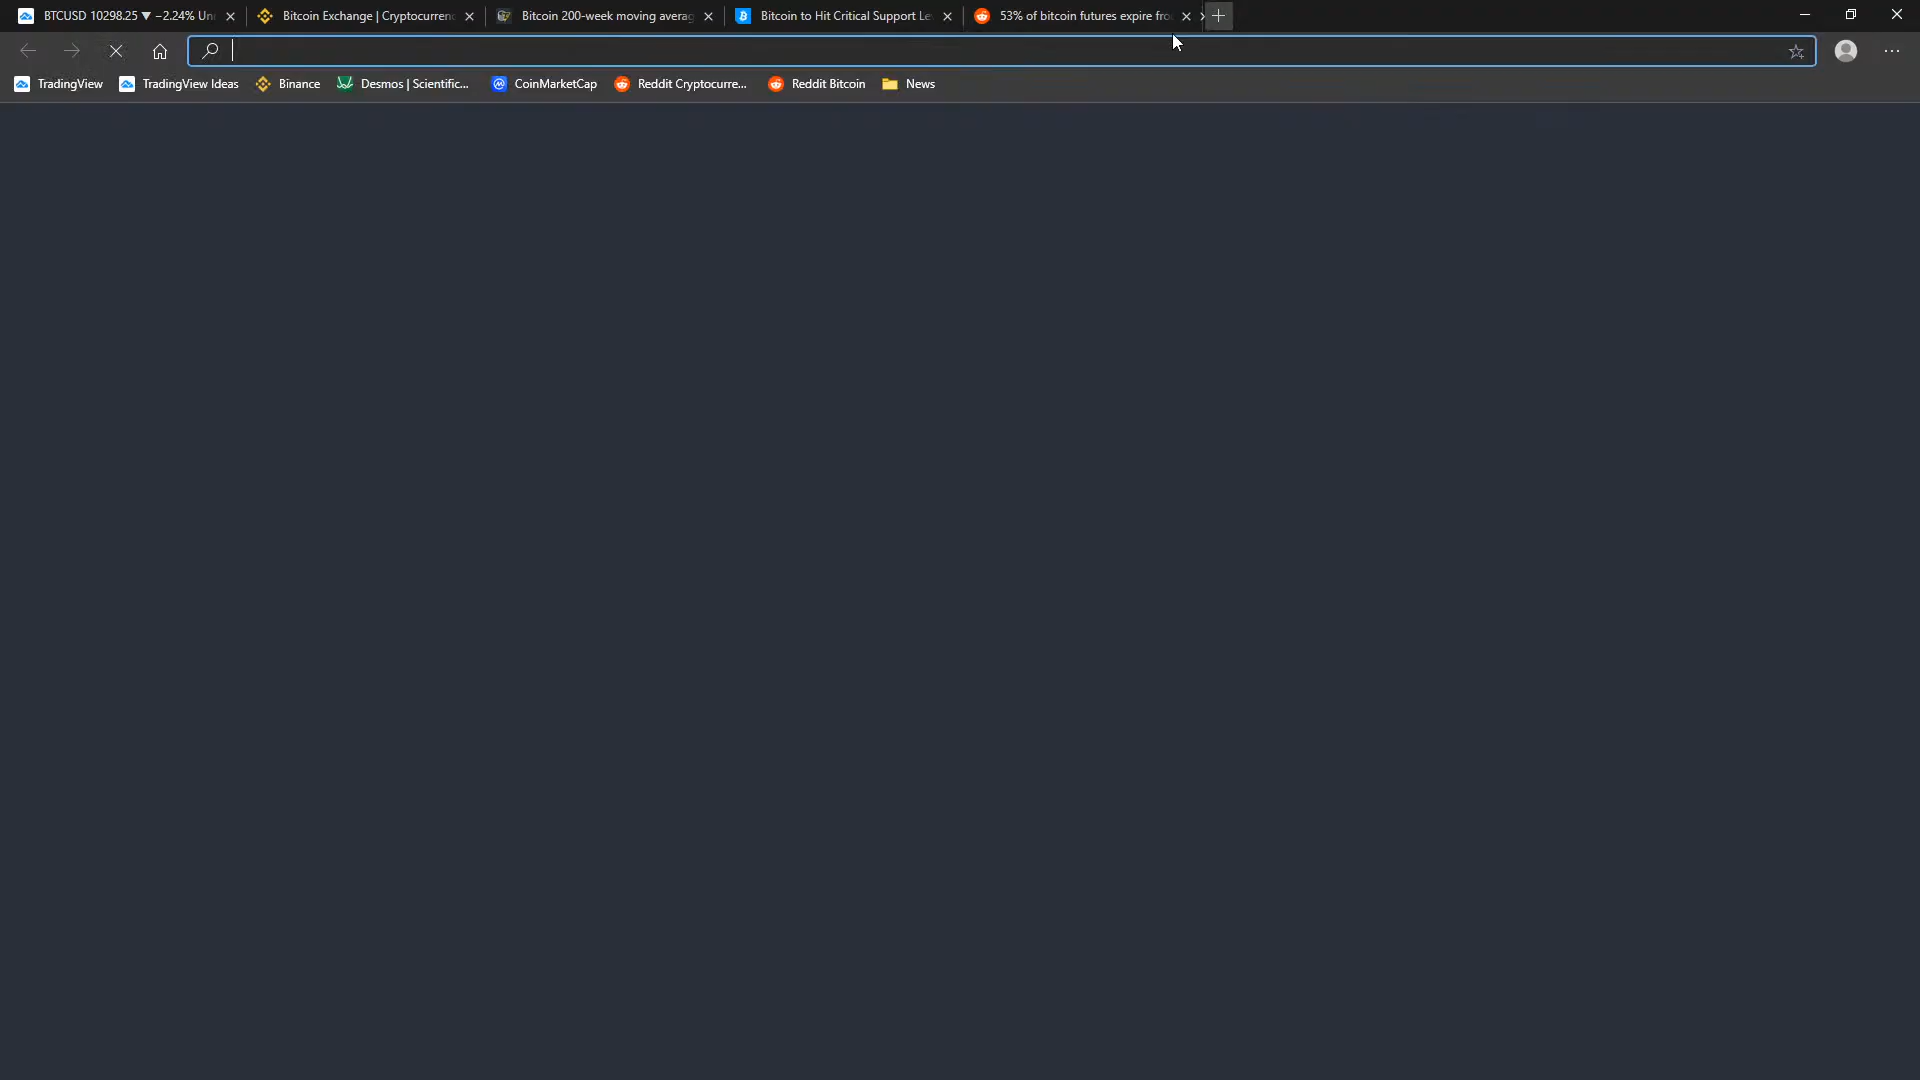 BTCUSD 10298.25 ▼ −2.24% Un
Bitcoin Exchange | Cryptocurrenc
Bitcoin 200-week moving averag
Bitcoin to Hit Critical Support Le
53% of bitcoin futures expire fro
TradingView
TradingView Ideas
Binance
Desmos | Scientific...
CoinMarketCap
Reddit Cryptocurre...
Reddit Bitcoin
News